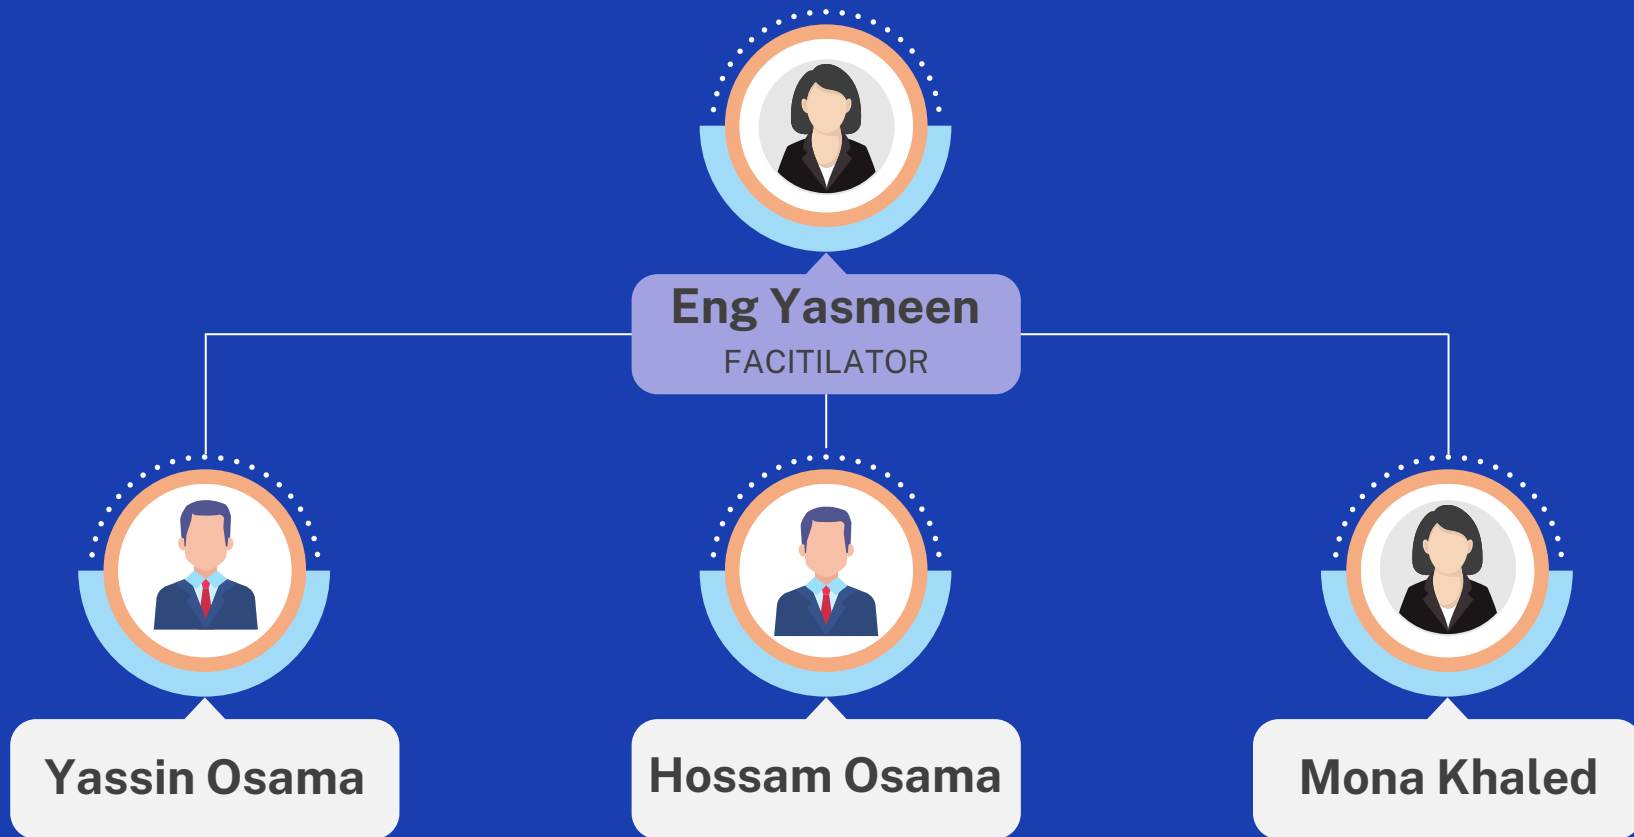 Eng Yasmeen
FACITILATOR
Yassin Osama
Hossam Osama
Mona Khaled